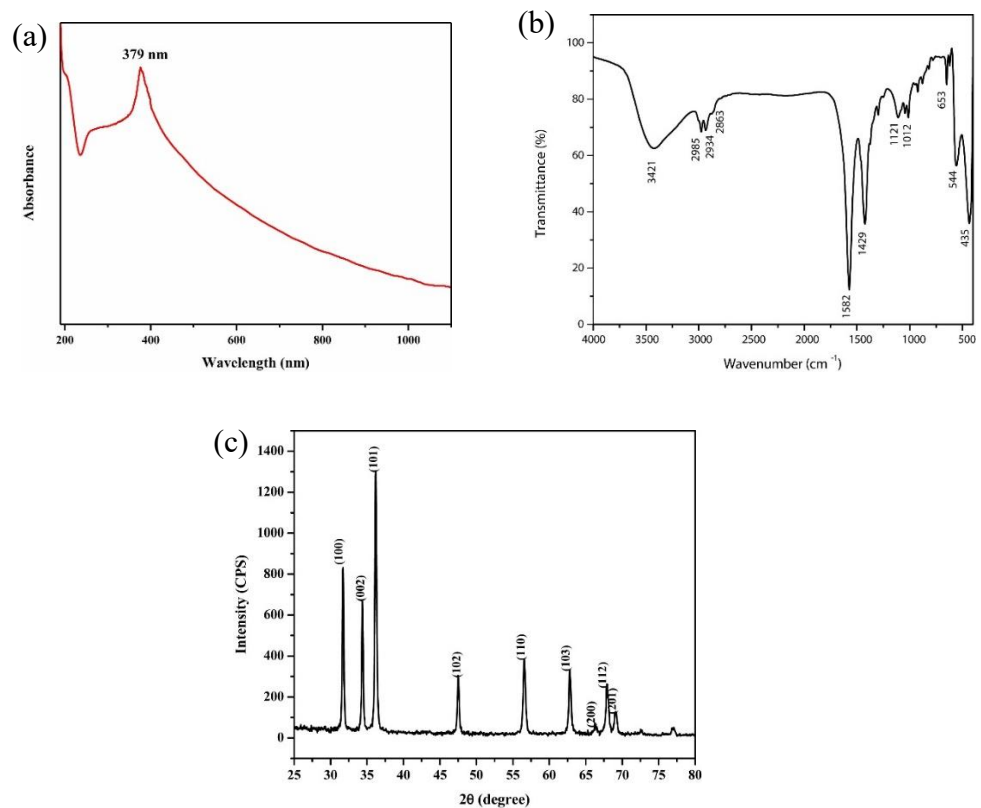 (a)
379 nm
Absorbance
200 400 600 800 1000
Wavelength (nm)
(b)
100
80
60
40
20
0
Transmittance (%)
3421
2985
2934
2863
1582
1429
1121
1012
653
544
435
4000 3500 3000 2500 2000 1500 1000 500
Wavenumber (cm -1)
(c)
1400
1200
1000
800
600
400
200
0
Intensity (CPS)
(100)
(002)
(101)
(102)
(110)
(103)
(200)
(112)
(201)
25 30 35 40 45 50 55 60 65 70 75 80
2θ (degree)